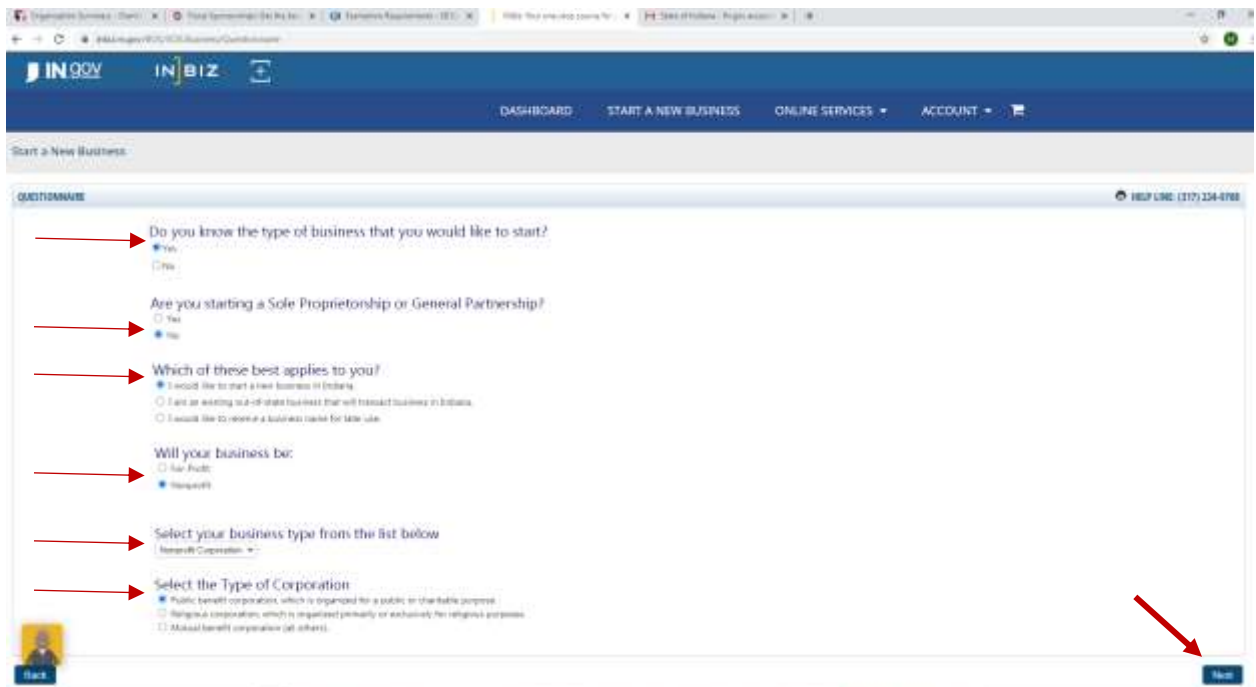 IN.gov IN BIZ
DASHBOARD START A NEW BUSINESS ONLINE SERVICES ACCOUNT
Start a New Business
QUESTIONNAIRE HELP LINE: (317) 234-9768
Do you know the type of business that you would like to start?
Yes
No
Are you starting a Sole Proprietorship or General Partnership?
Yes
No
Which of these best applies to you?
I would like to start a new business in Indiana.
I am an existing out-of-state business that will transact business in Indiana.
I would like to reserve a business name for later use.
Will your business be:
For-Profit
Nonprofit
Select your business type from the list below
Nonprofit Corporation
Select the Type of Corporation
Public benefit corporation, which is organized for a public or charitable purpose.
Religious corporation, which is organized primarily or exclusively for religious purposes.
Mutual benefit corporation (all others).
Back Next